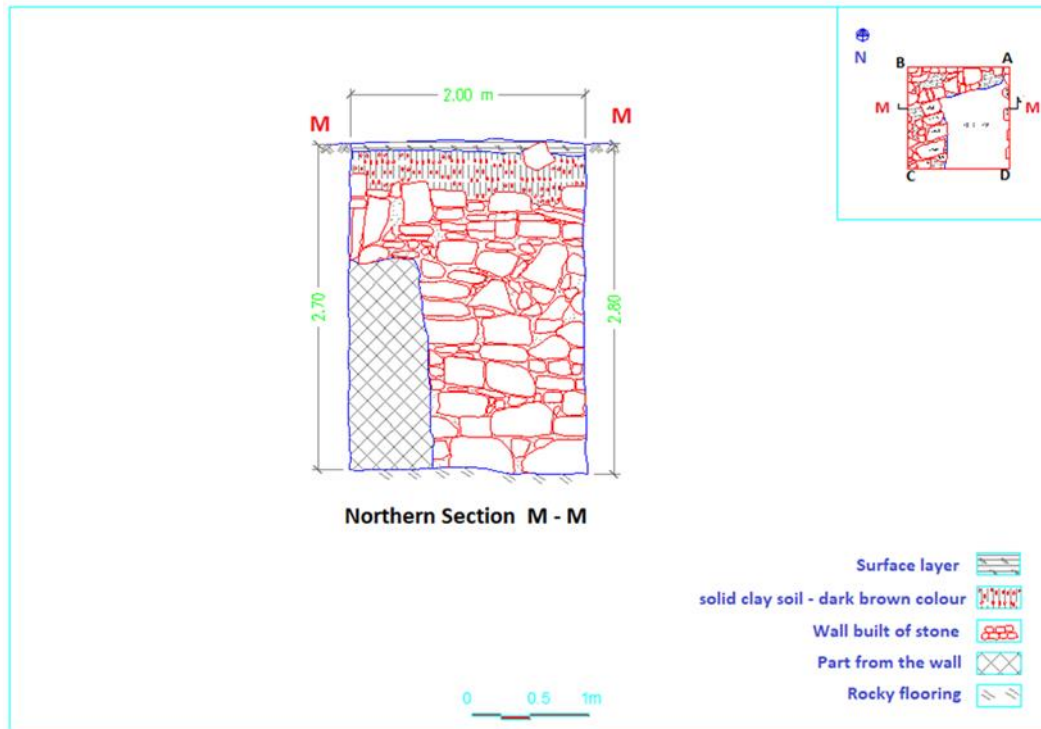 2.00 m
M
M
2.70
2.80
Northern Section M - M
N
B
A
M
M
C
D
Surface layer
solid clay soil - dark brown colour
Wall built of stone
Part from the wall
Rocky flooring
0 0.5 1m